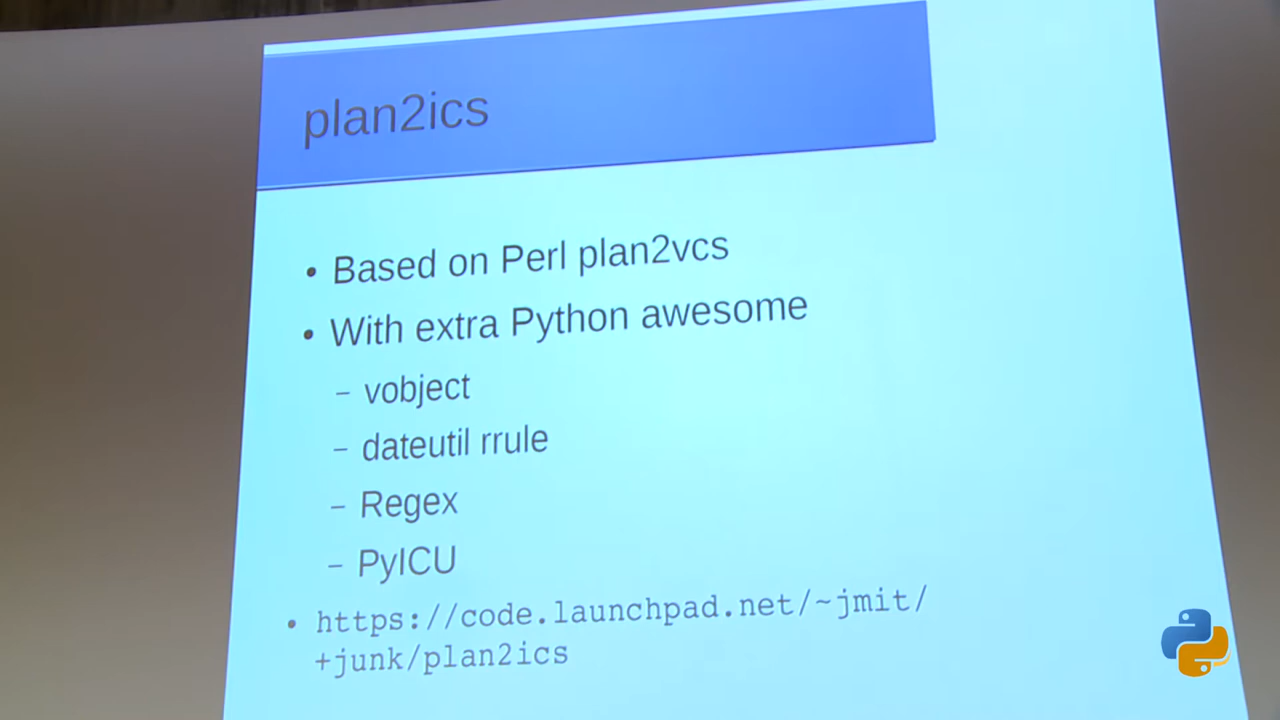 plan2ics
• Based on Perl plan2vcs
• With extra Python awesome
– vobject
– dateutil rrule
– Regex
– PyICU
• https://code.launchpad.net/~jmit/
+junk/plan2ics